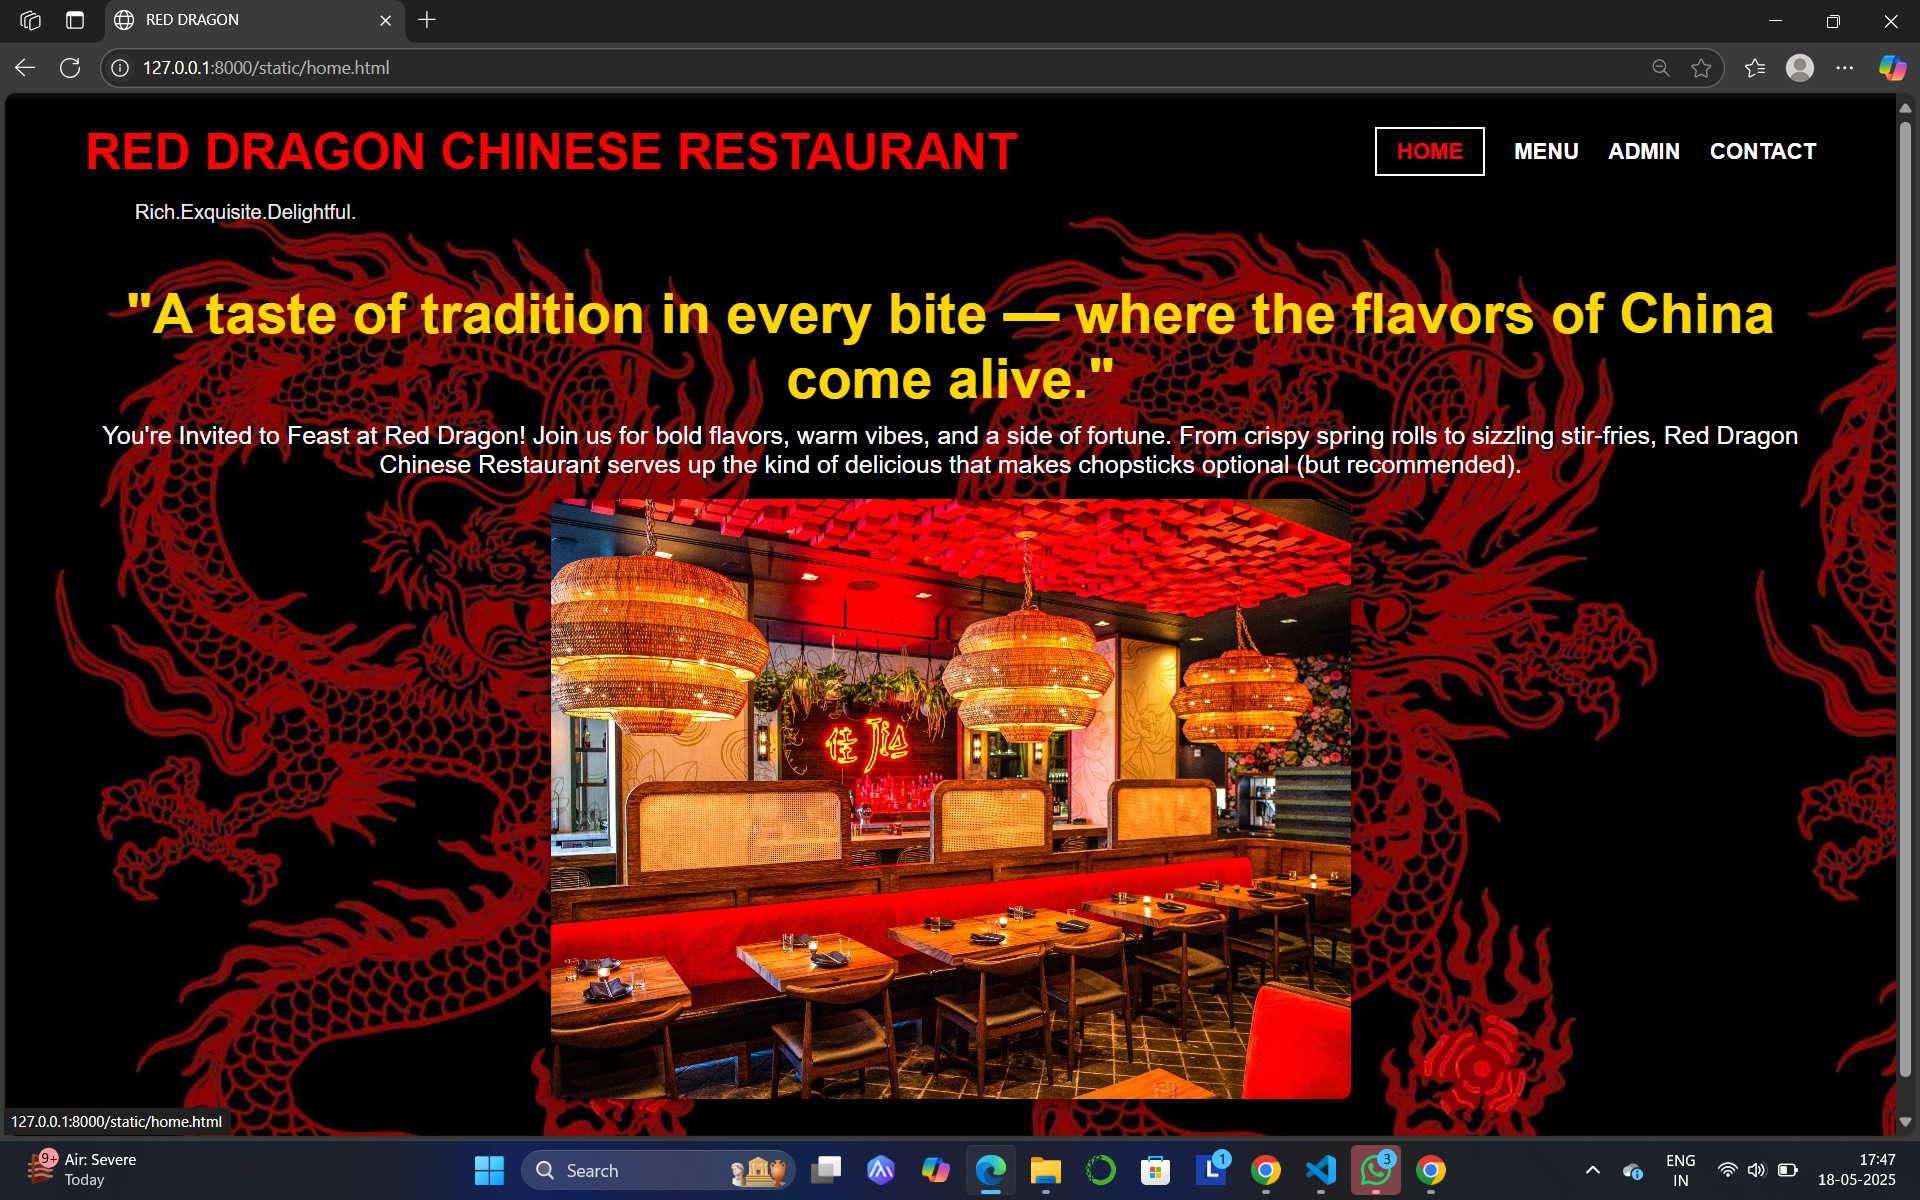 RED DRAGON
127.0.0.1:8000/static/home.html
RED DRAGON CHINESE RESTAURANT
HOME MENU ADMIN CONTACT
Rich.Exquisite.Delightful.
"A taste of tradition in every bite — where the flavors of China
come alive."
You're Invited to Feast at Red Dragon! Join us for bold flavors, warm vibes, and a side of fortune. From crispy spring rolls to sizzling stir-fries, Red Dragon
Chinese Restaurant serves up the kind of delicious that makes chopsticks optional (but recommended).
佳 JIA
127.0.0.1:8000/static/home.html
9+
Air: Severe
Today
Search
L
1
3
ENG
IN
17:47
18-05-2025